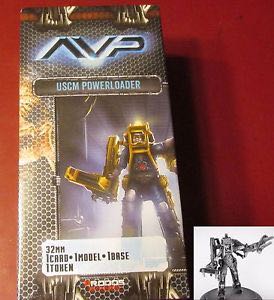 AVP
USCM POWERLOADER
32MM
1CARD•1MODEL•1BASE
1TOKEN